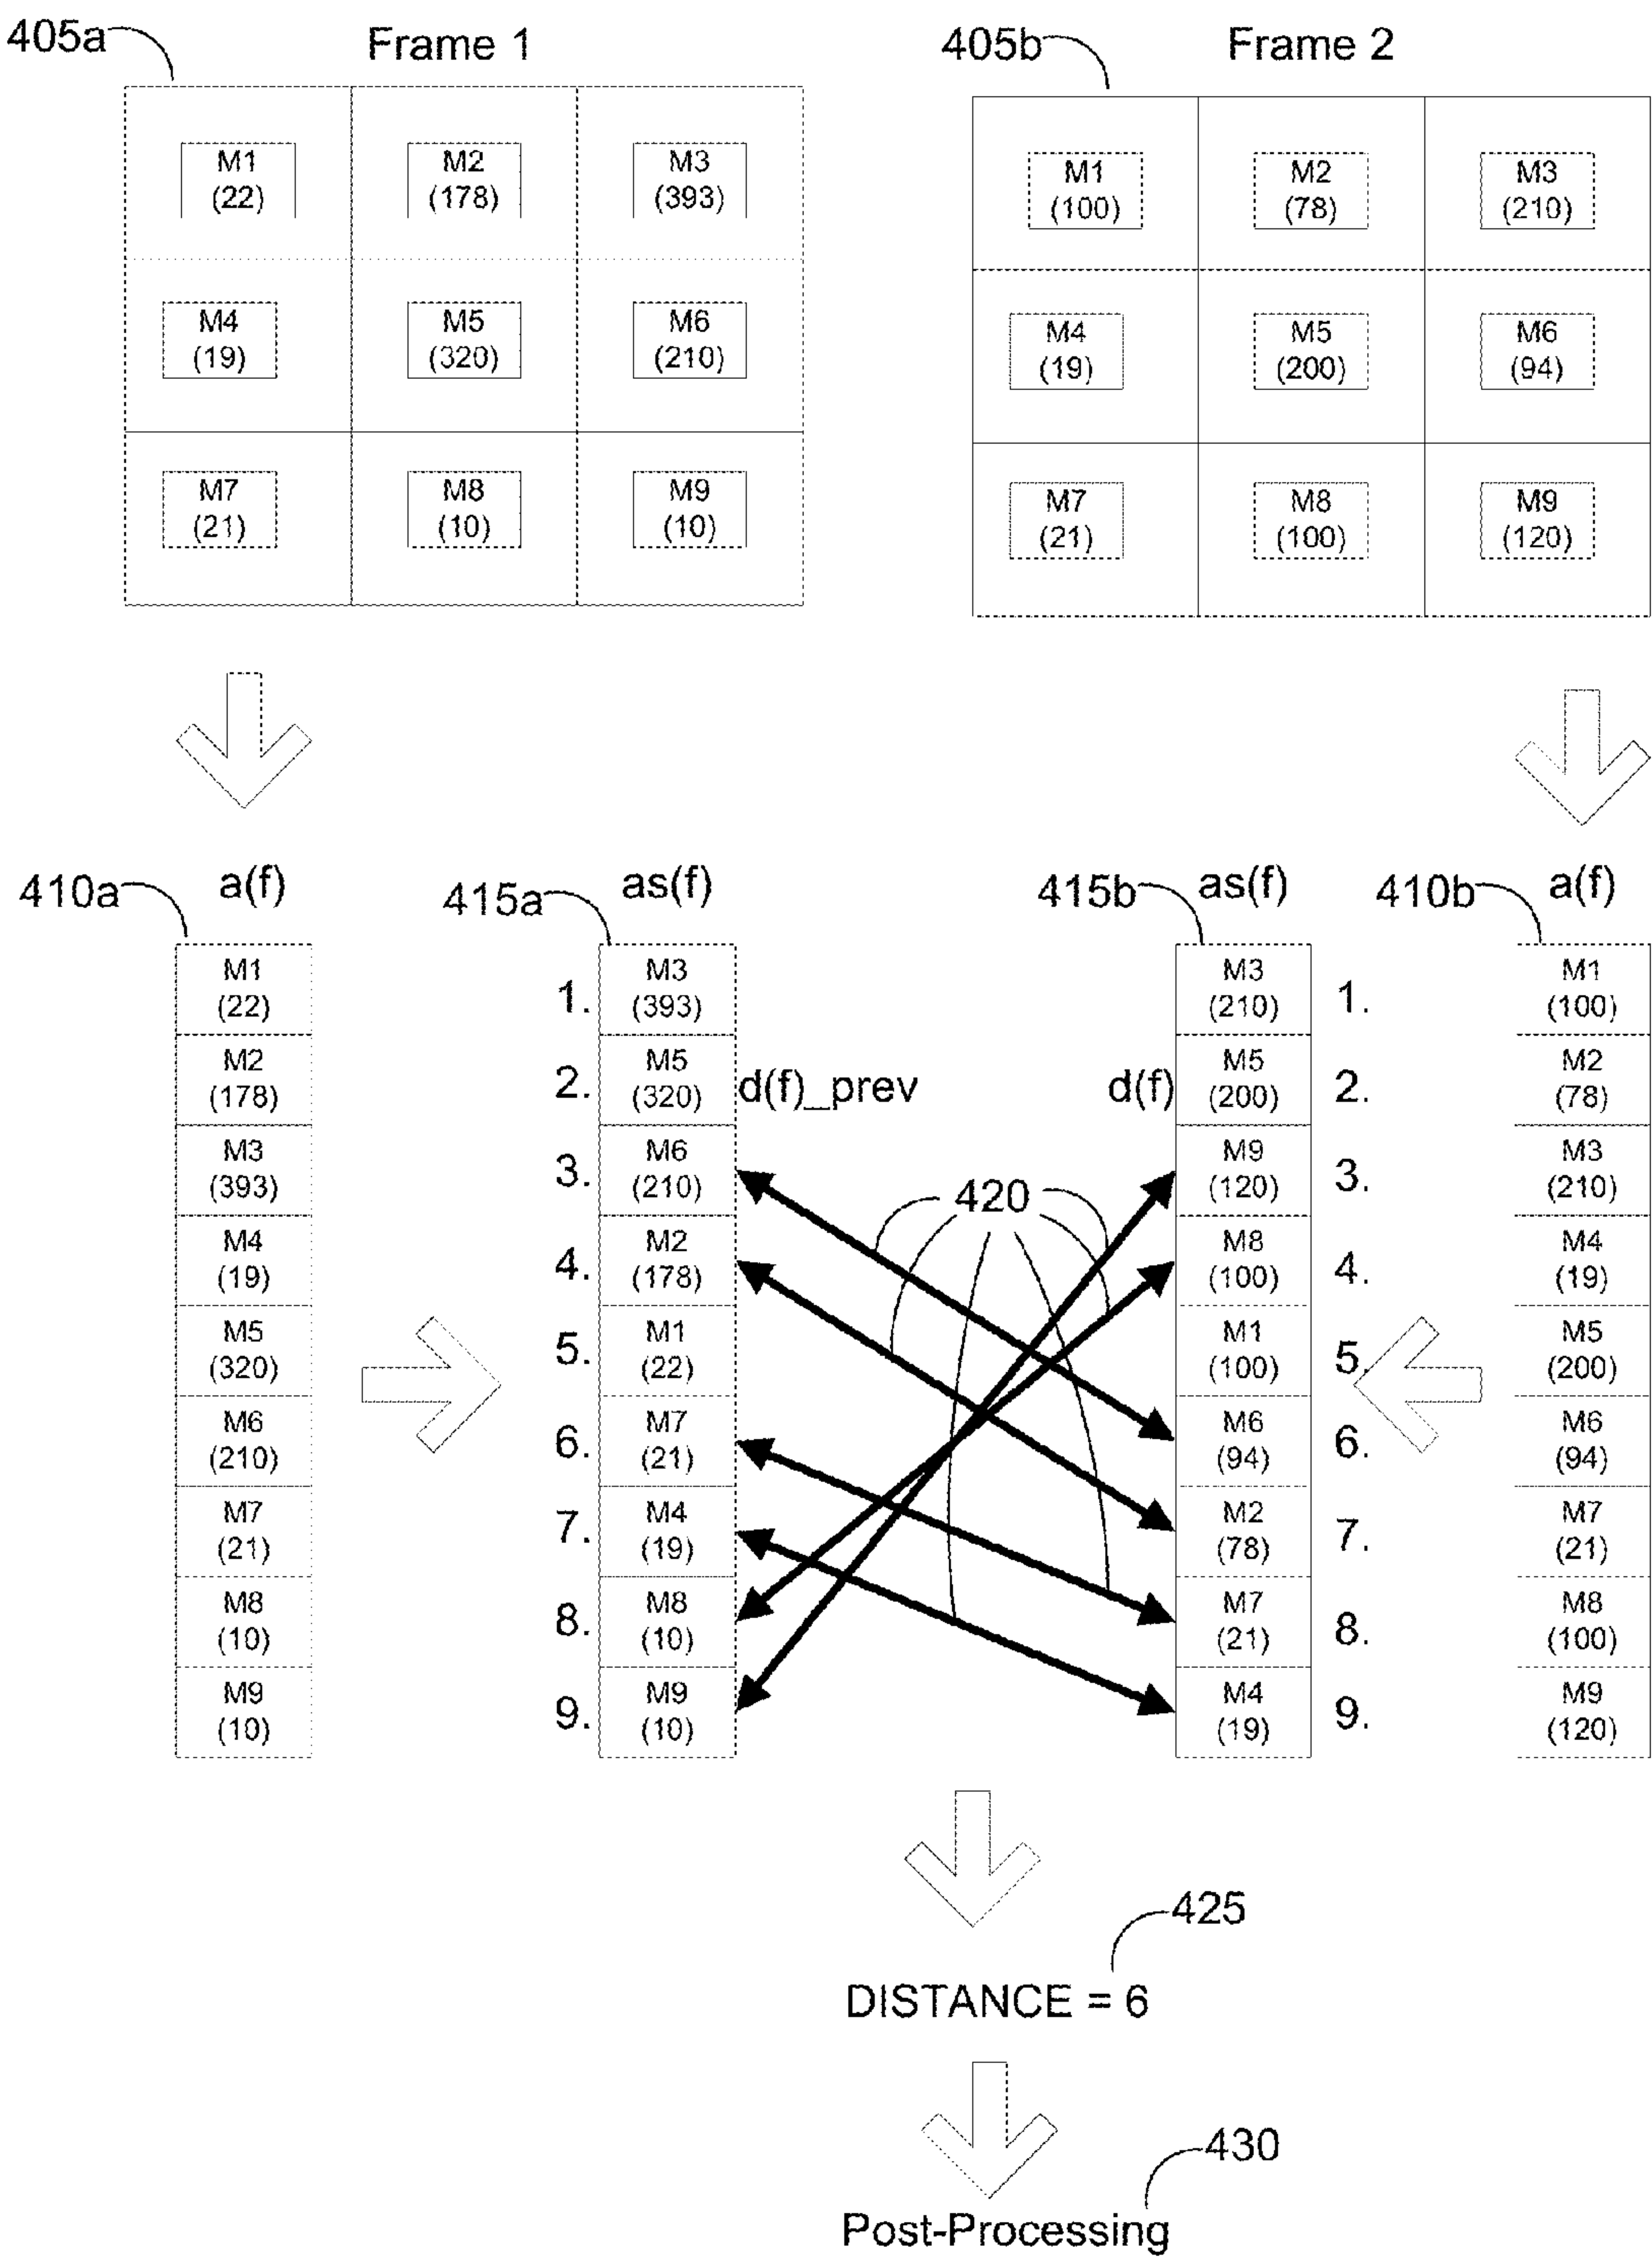 405a
Frame 1
405b
Frame 2
M1
(22)
M2
(178)
M3
(393)
M4
(19)
M5
(320)
M6
(210)
M7
(21)
M8
(10)
M9
(10)
M1
(100)
M2
(78)
M3
(210)
M4
(19)
M5
(200)
M6
(94)
M7
(21)
M8
(100)
M9
(120)
410a
a(f)
M1
(22)
M2
(178)
M3
(393)
M4
(19)
M5
(320)
M6
(210)
M7
(21)
M8
(10)
M9
(10)
415a
as(f)
1.
M3
(393)
2.
M5
(320)
d(f)_prev
3.
M6
(210)
4.
M2
(178)
5.
M1
(22)
6.
M7
(21)
7.
M4
(19)
8.
M8
(10)
9.
M9
(10)
420
415b
as(f)
M3
(210)
1.
d(f)
M5
(200)
2.
M9
(120)
3.
M8
(100)
4.
M1
(100)
5.
M6
(94)
6.
M2
(78)
7.
M7
(21)
8.
M4
(19)
9.
410b
a(f)
M1
(100)
M2
(78)
M3
(210)
M4
(19)
M5
(200)
M6
(94)
M7
(21)
M8
(100)
M9
(120)
425
DISTANCE = 6
430
Post-Processing